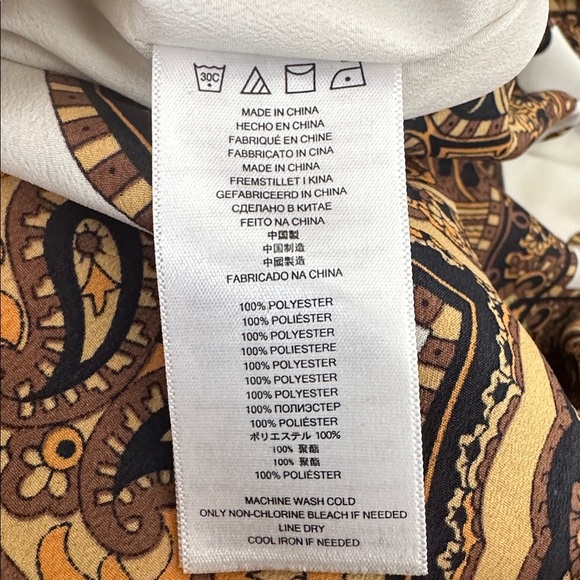 30C
MADE IN CHINA
HECHO EN CHINA
FABRIQUÉ EN CHINE
FABBRICATO IN CINA
MADE IN CHINA
FREMSTILLET I KINA
GEFABRICEERD IN CHINA
СДЕЛАНО В КИТАЕ
FEITO NA CHINA
中国製
中国制造
中國製造
FABRICADO NA CHINA
100% POLYESTER
100% POLIÉSTER
100% POLYESTER
100% POLIESTERE
100% POLYESTER
100% POLYESTER
100% POLYESTER
100% ПОЛИЭСТЕР
100% POLIÉSTER
ポリエステル 100%
100% 聚酯
100% 聚酯
100% POLIÉSTER
MACHINE WASH COLD
ONLY NON-CHLORINE BLEACH IF NEEDED
LINE DRY
COOL IRON IF NEEDED